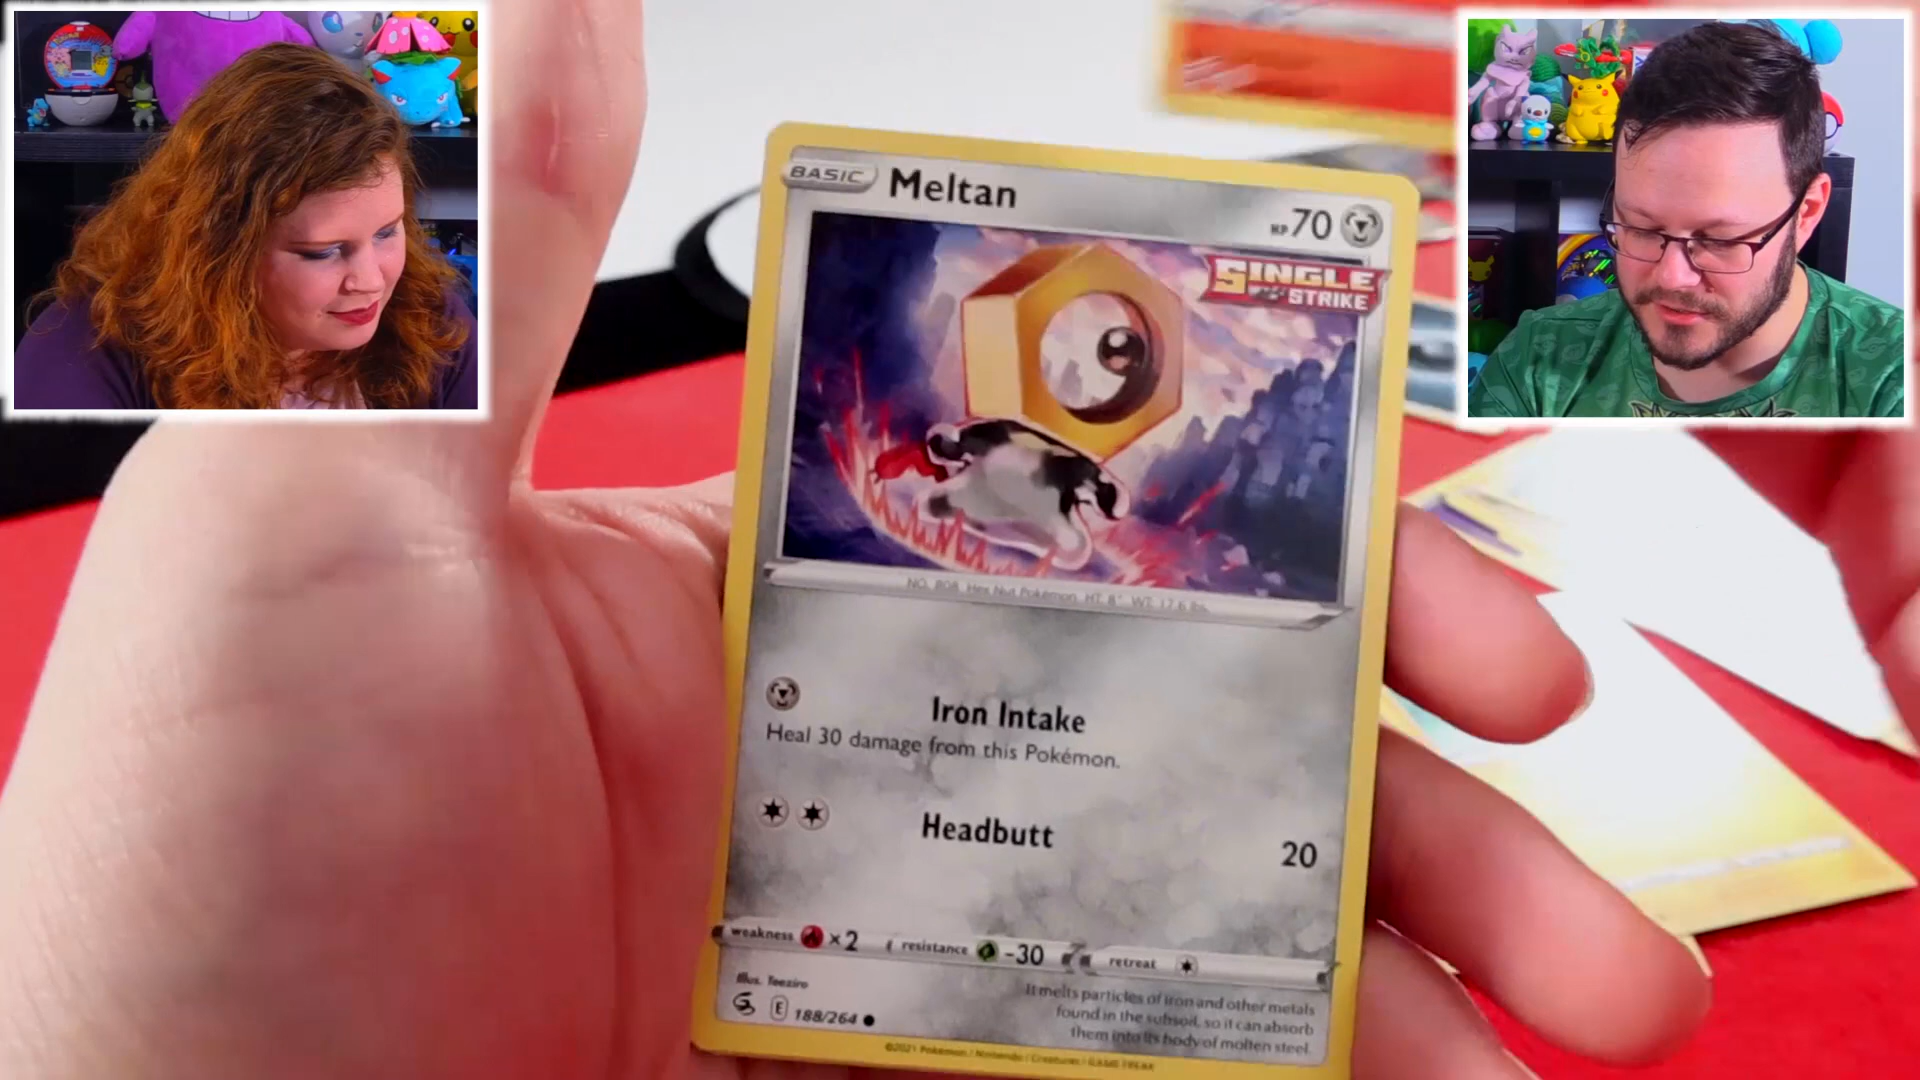 BASIC Meltan HP 70
SINGLE
STRIKE
NO. 808 Hex Nut Pokémon HT. 8" WT. 17.6 lbs.
Iron Intake
Heal 30 damage from this Pokémon.
Headbutt 20
weakness ×2 resistance -30 retreat
Illus. Teeziro
E 188/264
It melts particles of iron and other metals
found in the subsoil, so it can absorb
them into its body of molten steel.
©2021 Pokémon / Nintendo / Creatures / GAME FREAK